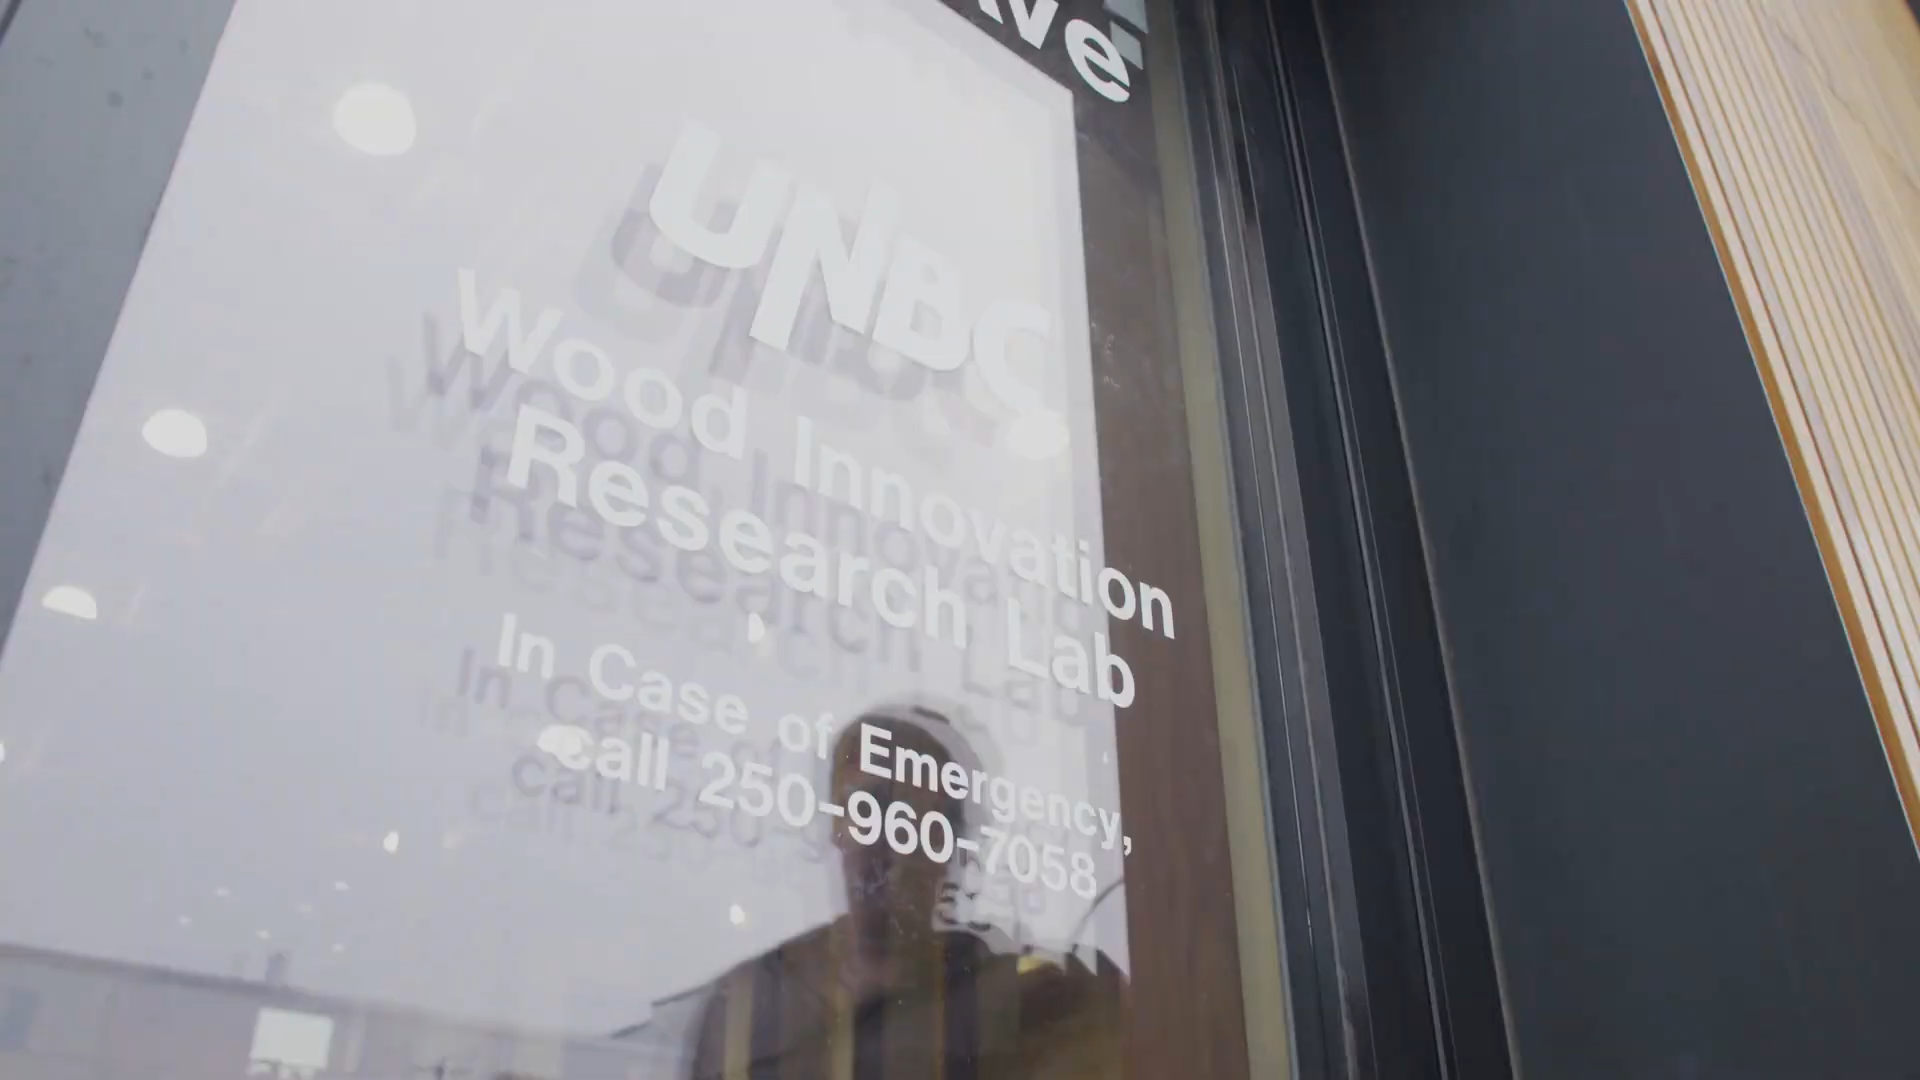 UNBC
Wood Innovation
Research Lab
In Case of Emergency,
call 250-960-7058